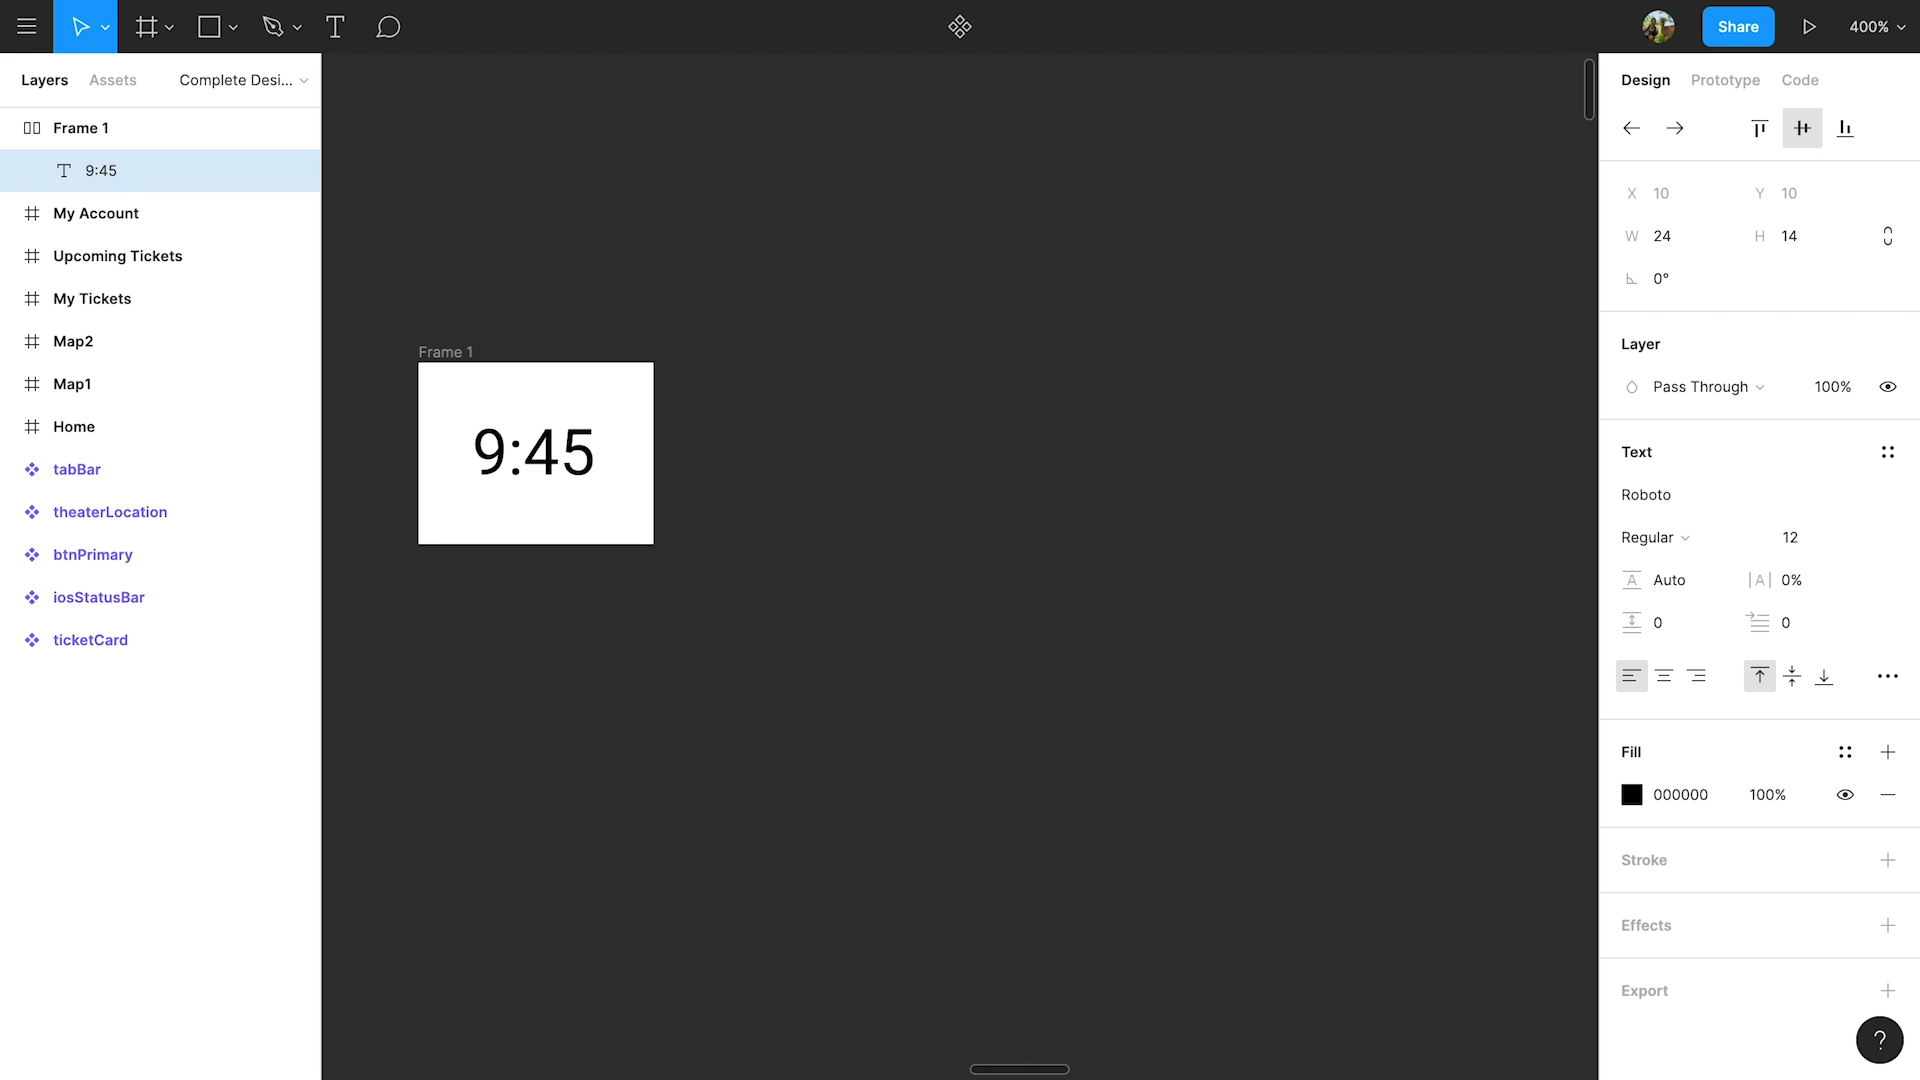 Share
400%
Layers Assets Complete Desi...
Frame 1
9:45
My Account
Upcoming Tickets
My Tickets
Map2
Map1
Home
tabBar
theaterLocation
btnPrimary
iosStatusBar
ticketCard
Frame 1
9:45
Design Prototype Code
X 10 Y 10
W 24 H 14
0°
Layer
Pass Through 100%
Text
Roboto
Regular 12
A Auto |A| 0%
0 0
Fill
000000 100%
Stroke
Effects
Export
?